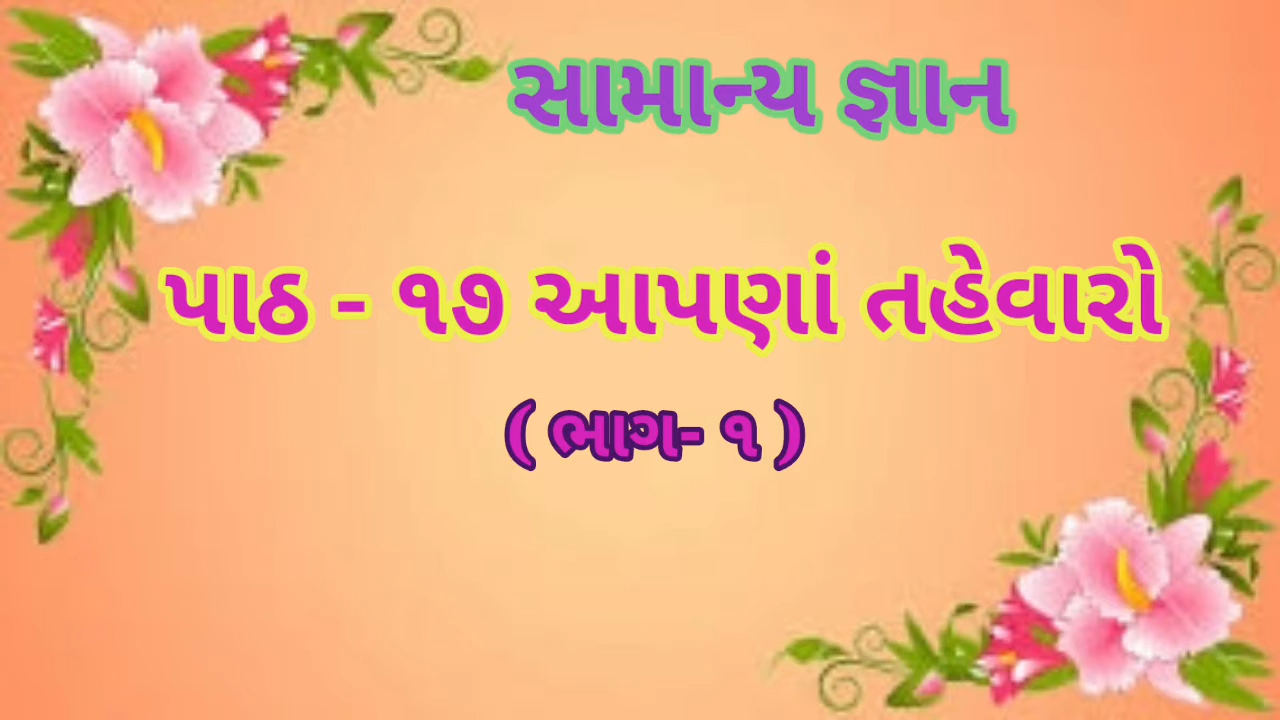 સામાન્ય જ્ઞાન
પાઠ - ૧૭ આપણાં તહેવારો
( ભાગ- ૧ )